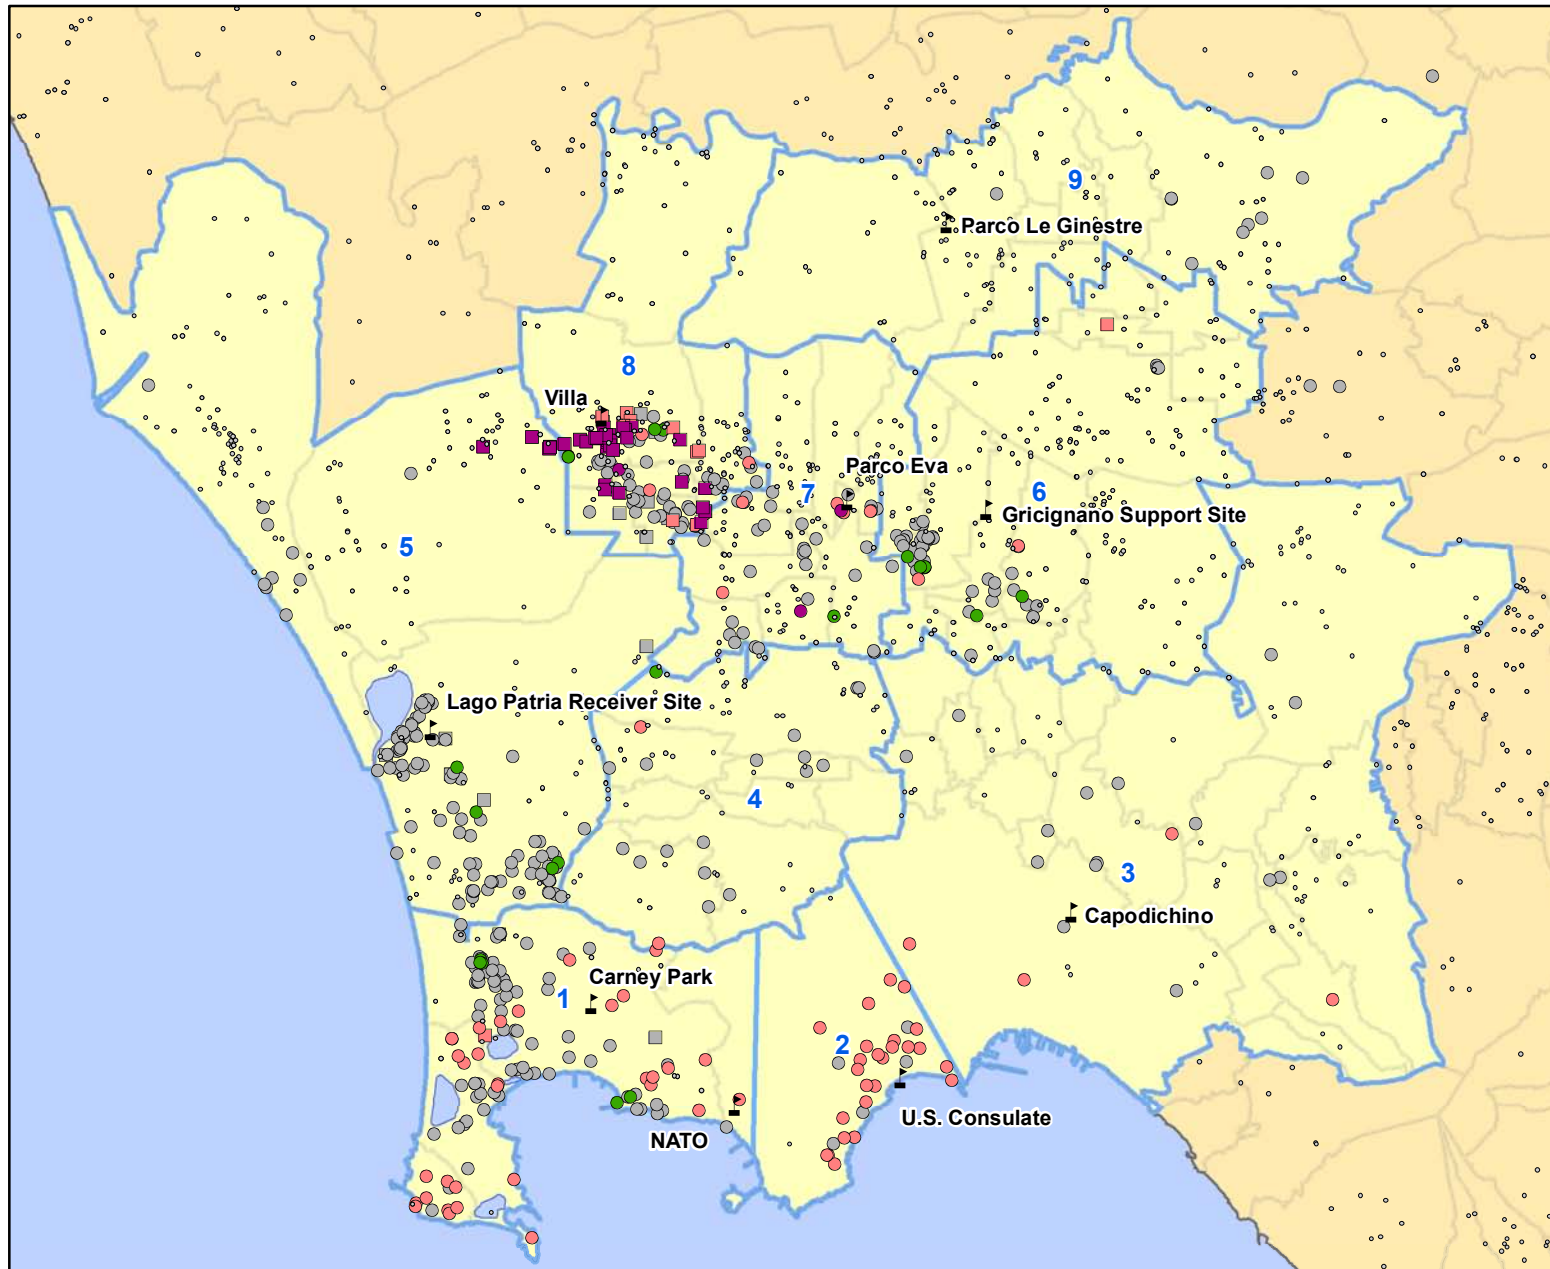 9
Parco Le Ginestre
8
Villa
Parco Eva
7
6
Gricignano Support Site
5
Lago Patria Receiver Site
4
3
Capodichino
Carney Park
1
2
U.S. Consulate
NATO